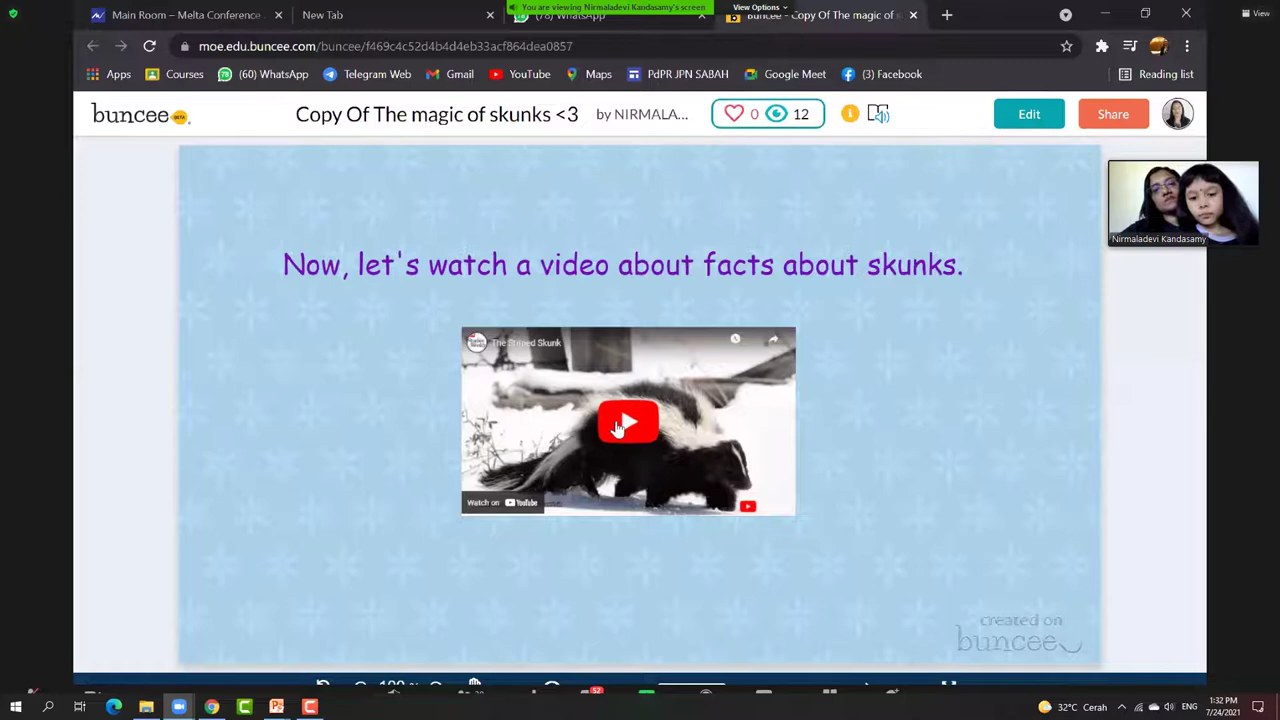 Main Room – Melta Conference
New Tab
You are viewing Nirmaladevi Kandasamy's screen
View Options
(78) WhatsApp
Buncee - Copy Of The magic of s
View
moe.edu.buncee.com/buncee/f469c4c52d4b4d4eb33acf864dea0857
Apps
Courses
(60) WhatsApp
Telegram Web
Gmail
YouTube
Maps
PdPR JPN SABAH
Google Meet
(3) Facebook
Reading list
buncee BETA
Copy Of The magic of skunks <3
by NIRMALA...
0
12
Edit
Share
Nirmaladevi Kandasamy
Now, let's watch a video about facts about skunks.
The Striped Skunk
Watch on YouTube
created on
buncee
52
32°C Cerah
1:32 PM
7/24/2021